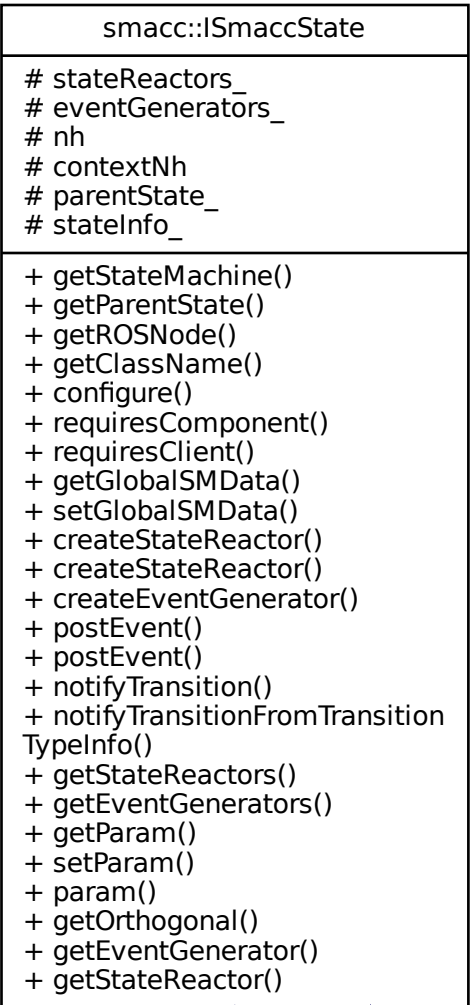 smacc::ISmaccState
# stateReactors_
# eventGenerators_
# nh
# contextNh
# parentState_
# stateInfo_
+ getStateMachine()
+ getParentState()
+ getROSNode()
+ getClassName()
+ configure()
+ requiresComponent()
+ requiresClient()
+ getGlobalSMData()
+ setGlobalSMData()
+ createStateReactor()
+ createStateReactor()
+ createEventGenerator()
+ postEvent()
+ postEvent()
+ notifyTransition()
+ notifyTransitionFromTransition
TypeInfo()
+ getStateReactors()
+ getEventGenerators()
+ getParam()
+ setParam()
+ param()
+ getOrthogonal()
+ getEventGenerator()
+ getStateReactor()